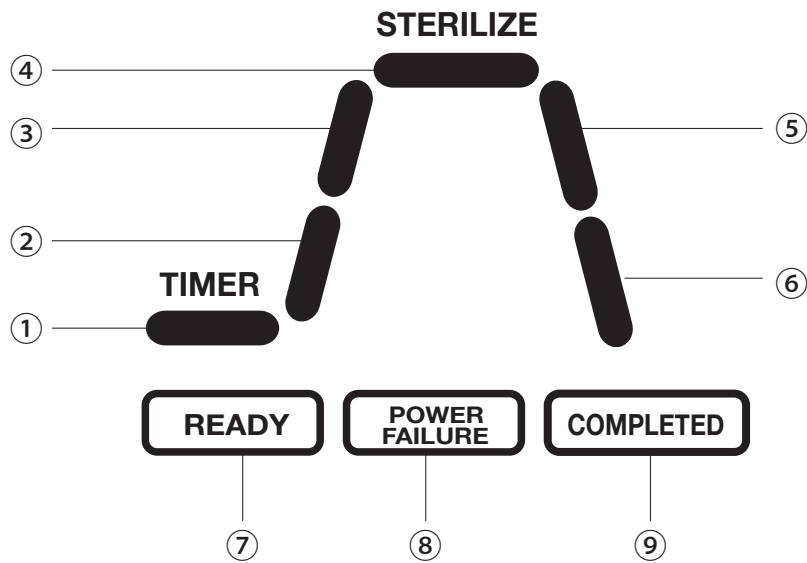 STERILIZE
④
③
⑤
②
TIMER
⑥
①
READY
POWER
FAILURE
COMPLETED
⑦
⑧
⑨